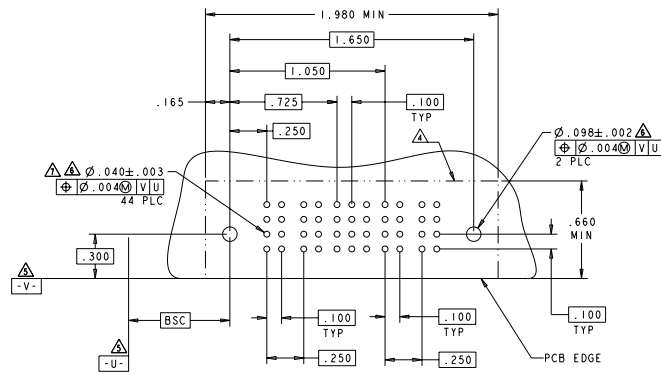 1.980 MIN
1.650
1.050
.165
.725
.100
TYP
.250
4
Ø.098±.002 6
⌖ Ø.004Ⓜ V U
2 PLC
7 6 Ø.040±.003
⌖ Ø.004Ⓜ V U
44 PLC
.660
MIN
.300
5
-V-
BSC
.100
TYP
.100
TYP
.100
TYP
5
-U-
.250
.250
PCB EDGE